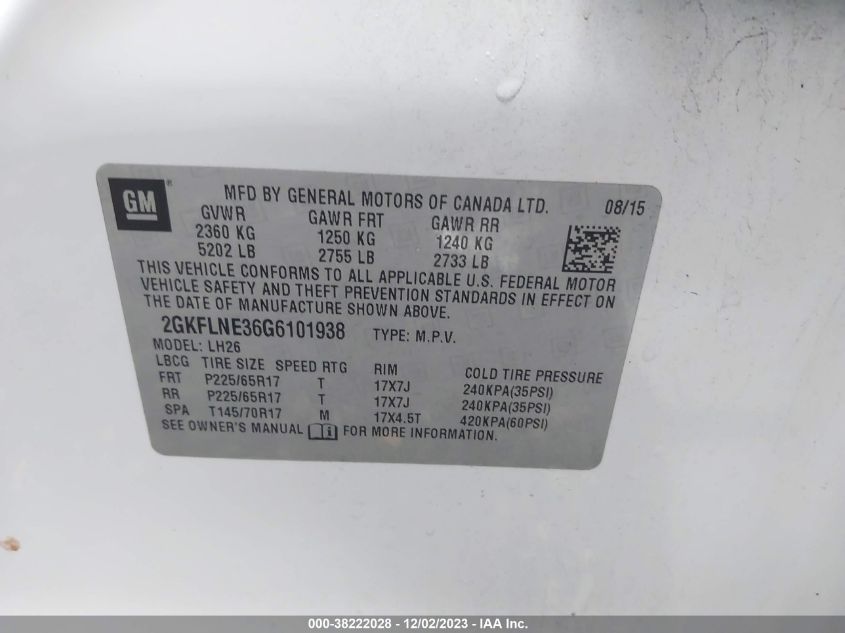 GM ®
MFD BY GENERAL MOTORS OF CANADA LTD. 08/15
GVWR GAWR FRT GAWR RR
2360 KG 1250 KG 1240 KG
5202 LB 2755 LB 2733 LB
THIS VEHICLE CONFORMS TO ALL APPLICABLE U.S. FEDERAL MOTOR
VEHICLE SAFETY AND THEFT PREVENTION STANDARDS IN EFFECT ON
THE DATE OF MANUFACTURE SHOWN ABOVE.
2GKFLNE36G6101938 TYPE: M.P.V.
MODEL: LH26
LBCG TIRE SIZE SPEED RTG RIM COLD TIRE PRESSURE
FRT P225/65R17 T 17X7J 240KPA(35PSI)
RR P225/65R17 T 17X7J 240KPA(35PSI)
SPA T145/70R17 M 17X4.5T 420KPA(60PSI)
SEE OWNER'S MANUAL FOR MORE INFORMATION.
000-38222028 - 12/02/2023 - IAA Inc.